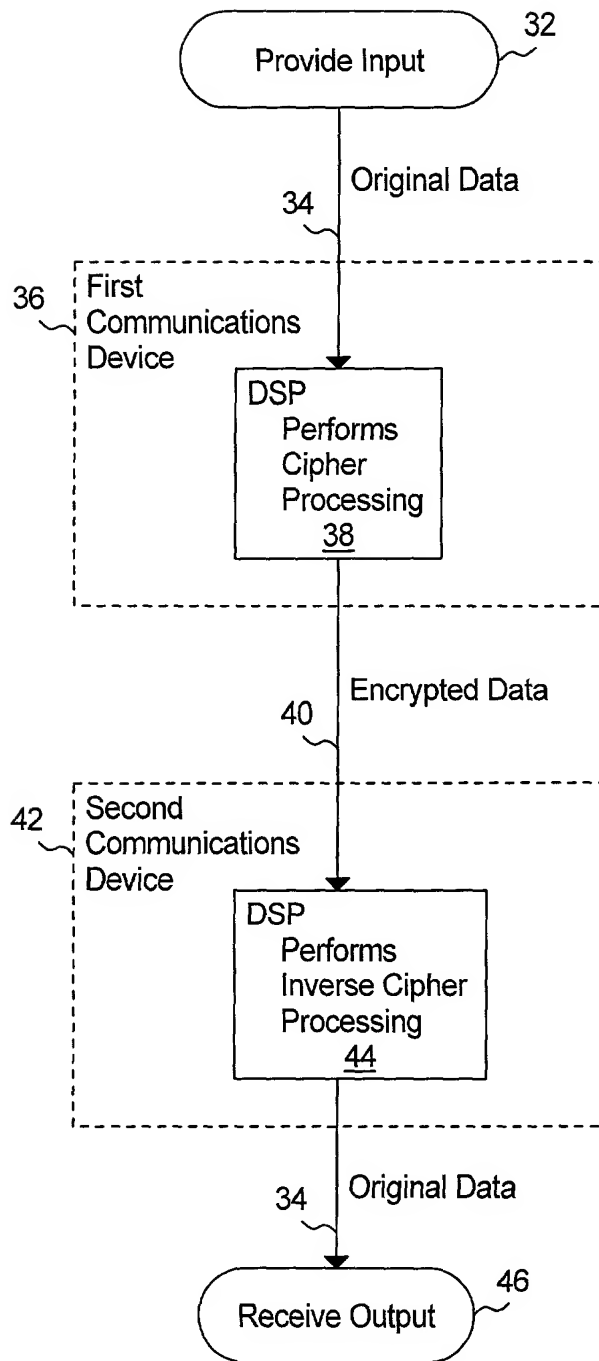 Provide Input
32
Original Data
34
36
First
Communications
Device
DSP
Performs
Cipher
Processing
38
Encrypted Data
40
42
Second
Communications
Device
DSP
Performs
Inverse Cipher
Processing
44
Original Data
34
Receive Output
46